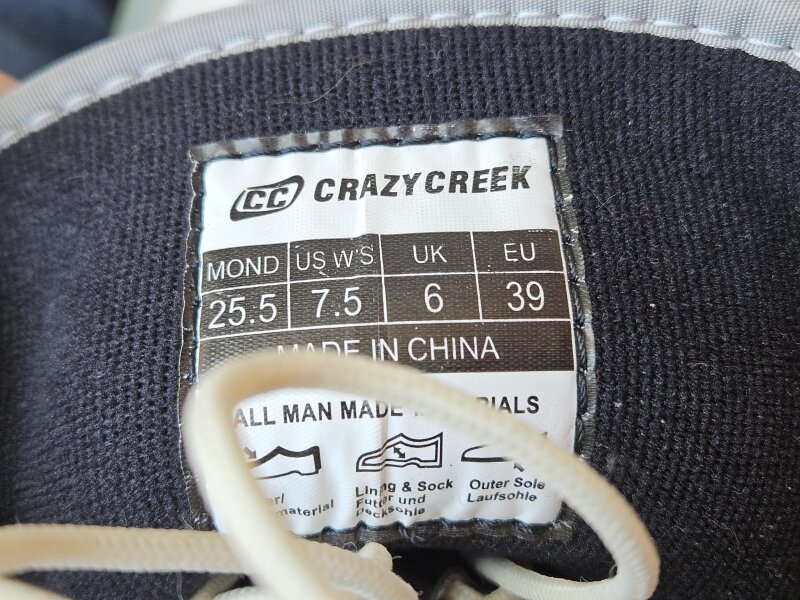 CC CRAZYCREEK
MOND US W'S UK EU
25.5 7.5 6 39
MADE IN CHINA
ALL MAN MADE
Lining & Sock
Futter und
Decksohle
Outer Sole
Laufsohle